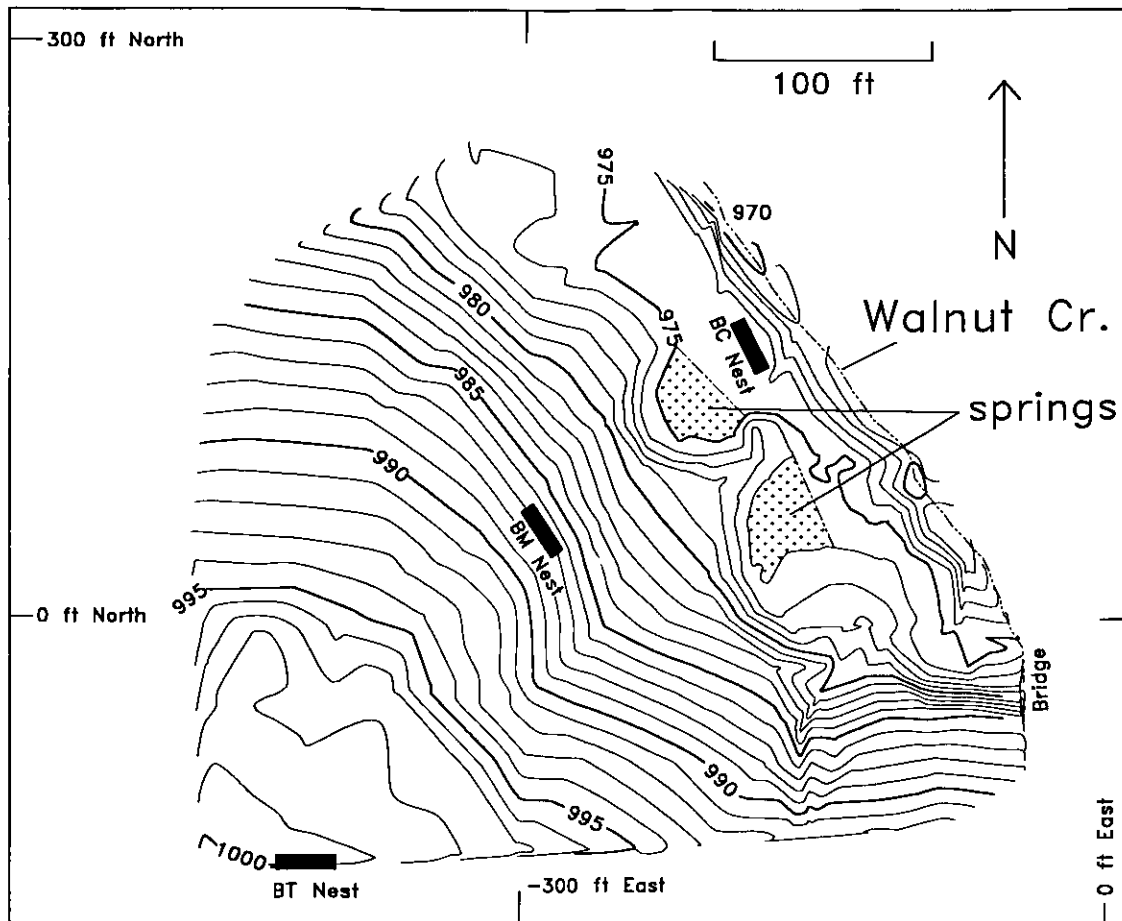 -300 ft North
100 ft
975
970
N
980
Walnut Cr.
975
BC Nest
985
springs
990
BM Nest
995
0 ft North
Bridge
990
995
1000
BT Nest
-300 ft East
0 ft East